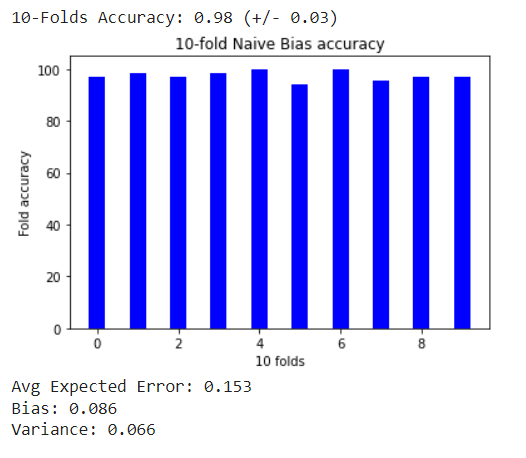 10-Folds Accuracy: 0.98 (+/- 0.03)
10-fold Naive Bias accuracy
100
80
60
40
20
0
Fold accuracy
0 2 4 6 8
10 folds
Avg Expected Error: 0.153
Bias: 0.086
Variance: 0.066